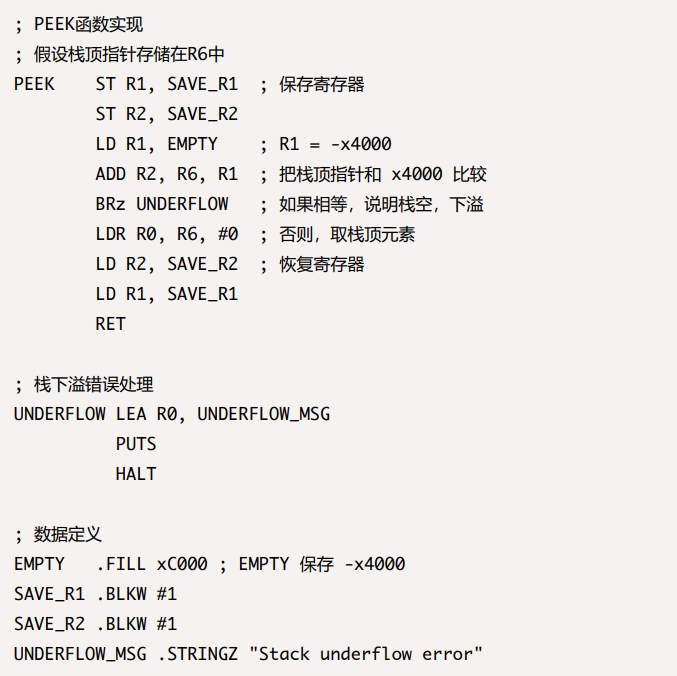 ; PEEK函数实现
; 假设栈顶指针存储在R6中
PEEK    ST R1, SAVE_R1  ; 保存寄存器
        ST R2, SAVE_R2
        LD R1, EMPTY    ; R1 = -x4000
        ADD R2, R6, R1  ; 把栈顶指针和 x4000 比较
        BRz UNDERFLOW   ; 如果相等，说明栈空，下溢
        LDR R0, R6, #0  ; 否则，取栈顶元素
        LD R2, SAVE_R2  ; 恢复寄存器
        LD R1, SAVE_R1
        RET
; 栈下溢错误处理
UNDERFLOW LEA R0, UNDERFLOW_MSG
          PUTS
          HALT
; 数据定义
EMPTY   .FILL xC000 ; EMPTY 保存 -x4000
SAVE_R1 .BLKW #1
SAVE_R2 .BLKW #1
UNDERFLOW_MSG .STRINGZ "Stack underflow error"